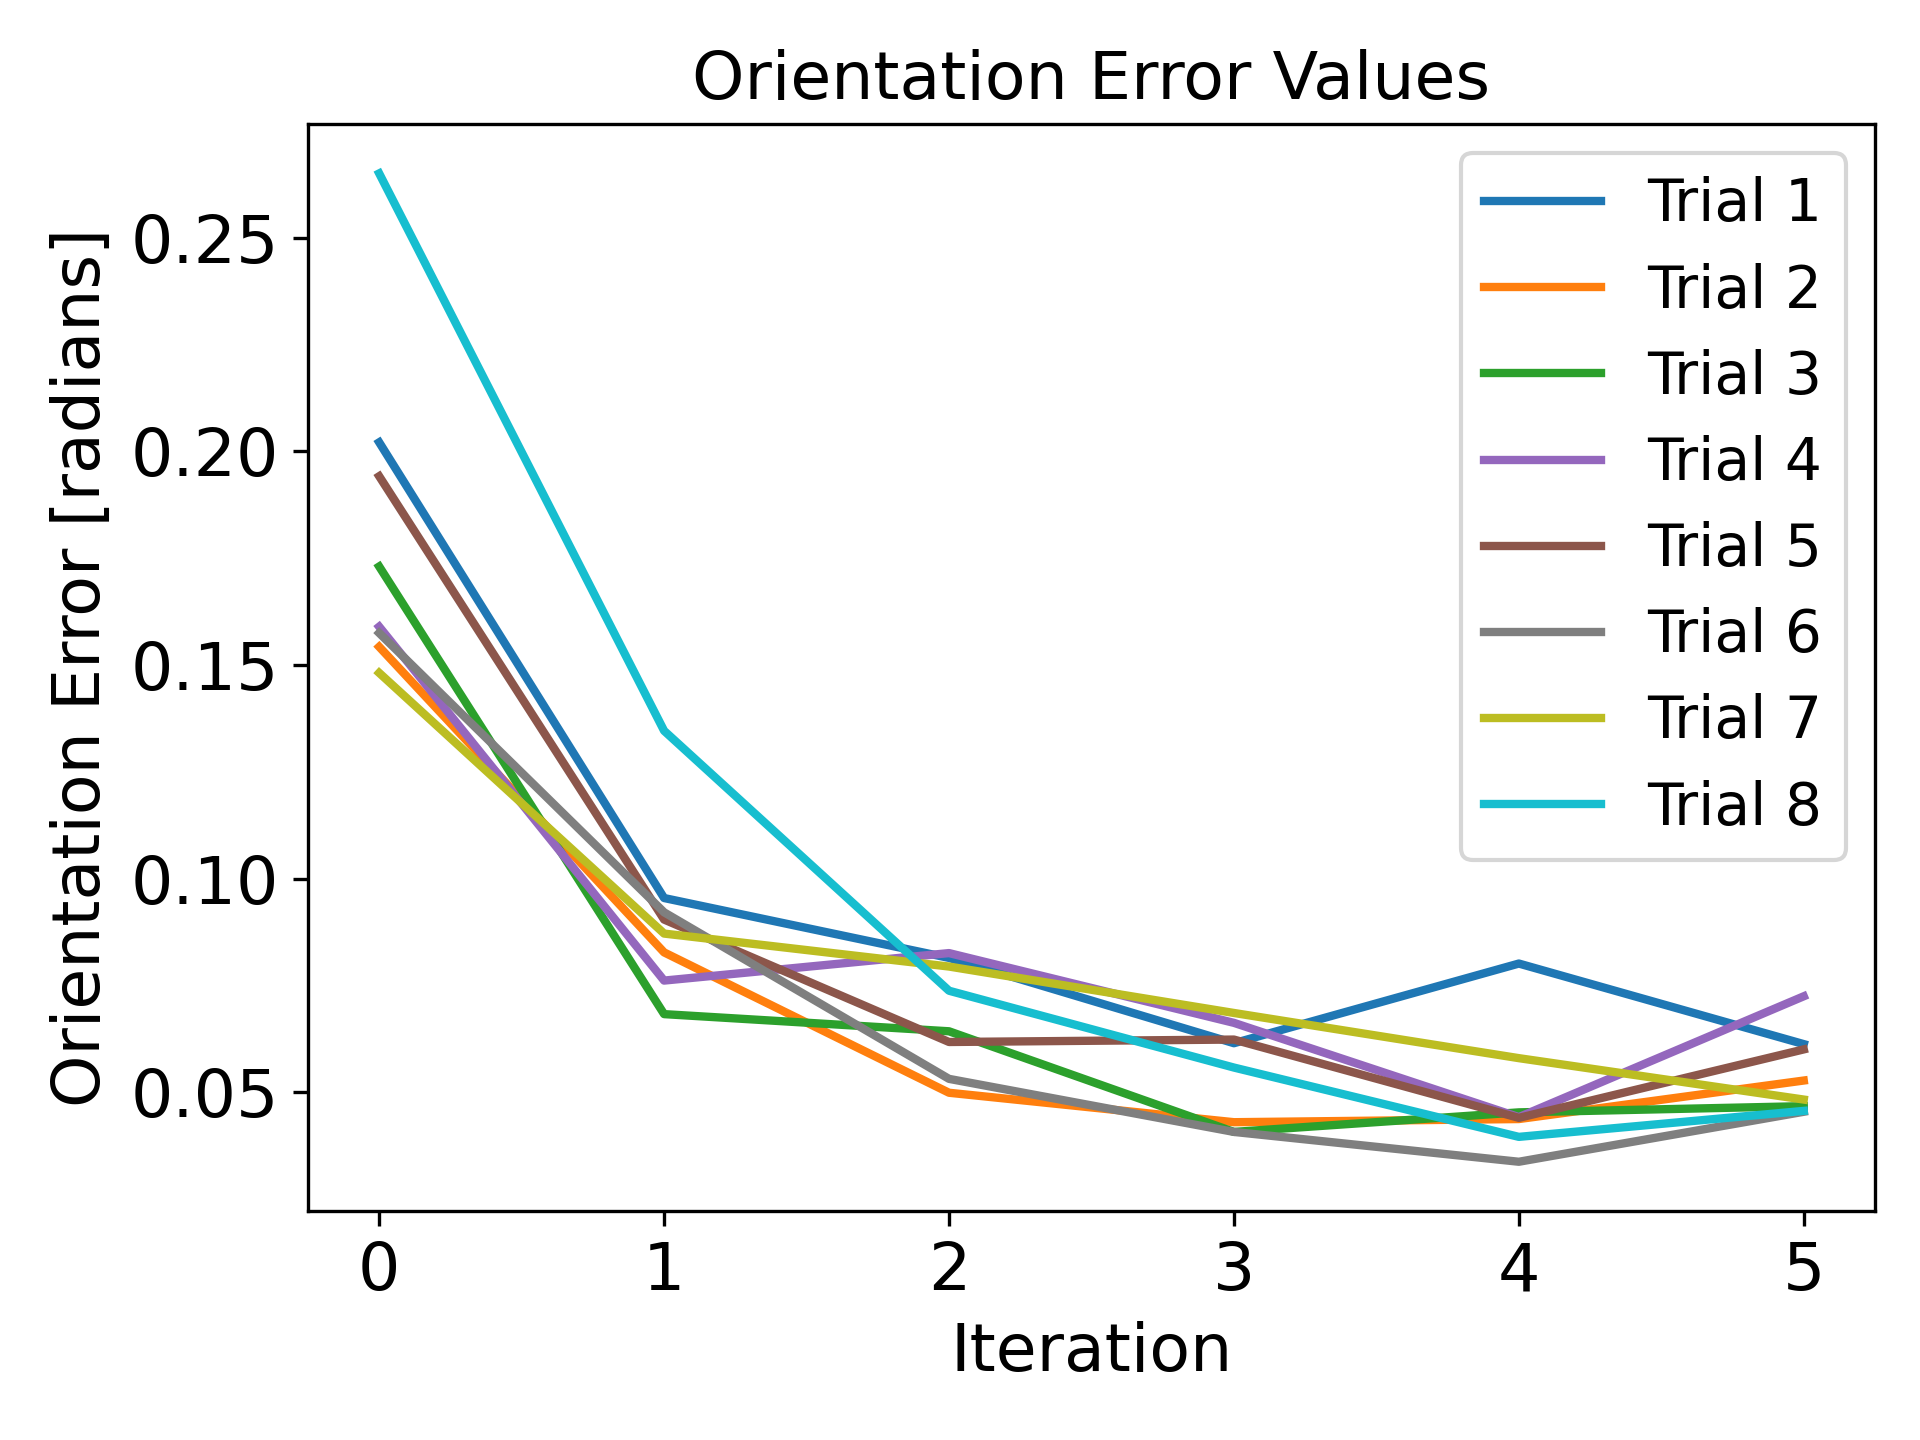 Orientation Error Values
Orientation Error [radians]
0.25
0.20
0.15
0.10
0.05
Trial 1
Trial 2
Trial 3
Trial 4
Trial 5
Trial 6
Trial 7
Trial 8
0 1 2 3 4 5
Iteration